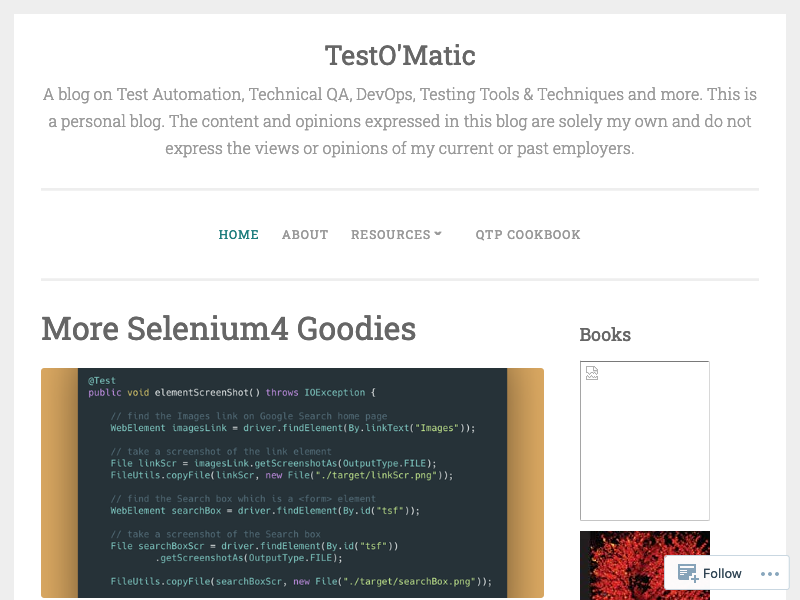 TestO'Matic
A blog on Test Automation, Technical QA, DevOps, Testing Tools & Techniques and more. This is
a personal blog. The content and opinions expressed in this blog are solely my own and do not
express the views or opinions of my current or past employers.
HOME ABOUT RESOURCES QTP COOKBOOK
More Selenium4 Goodies
@Test
public void elementScreenShot() throws IOException {
// find the Images link on Google Search home page
WebElement imagesLink = driver.findElement(By.linkText("Images"));
// take a screenshot of the link element
File linkScr = imagesLink.getScreenshotAs(OutputType.FILE);
FileUtils.copyFile(linkScr, new File("./target/linkScr.png"));
// find the Search box which is a <form> element
WebElement searchBox = driver.findElement(By.id("tsf"));
// take a screenshot of the Search box
File searchBoxScr = driver.findElement(By.id("tsf"))
.getScreenshotAs(OutputType.FILE);
FileUtils.copyFile(searchBoxScr, new File("./target/searchBox.png"));
Books
Follow